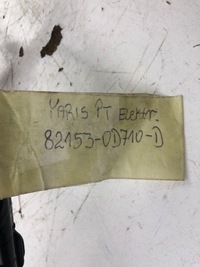 YARIS PT Elektr.
82153-0D710-D